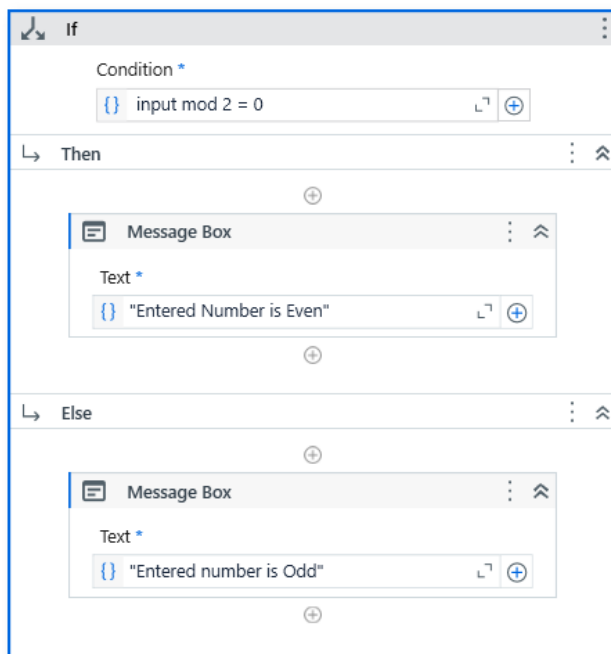 If
Condition *
{} input mod 2 = 0
Then
Message Box
Text *
{} "Entered Number is Even"
Else
Message Box
Text *
{} "Entered number is Odd"